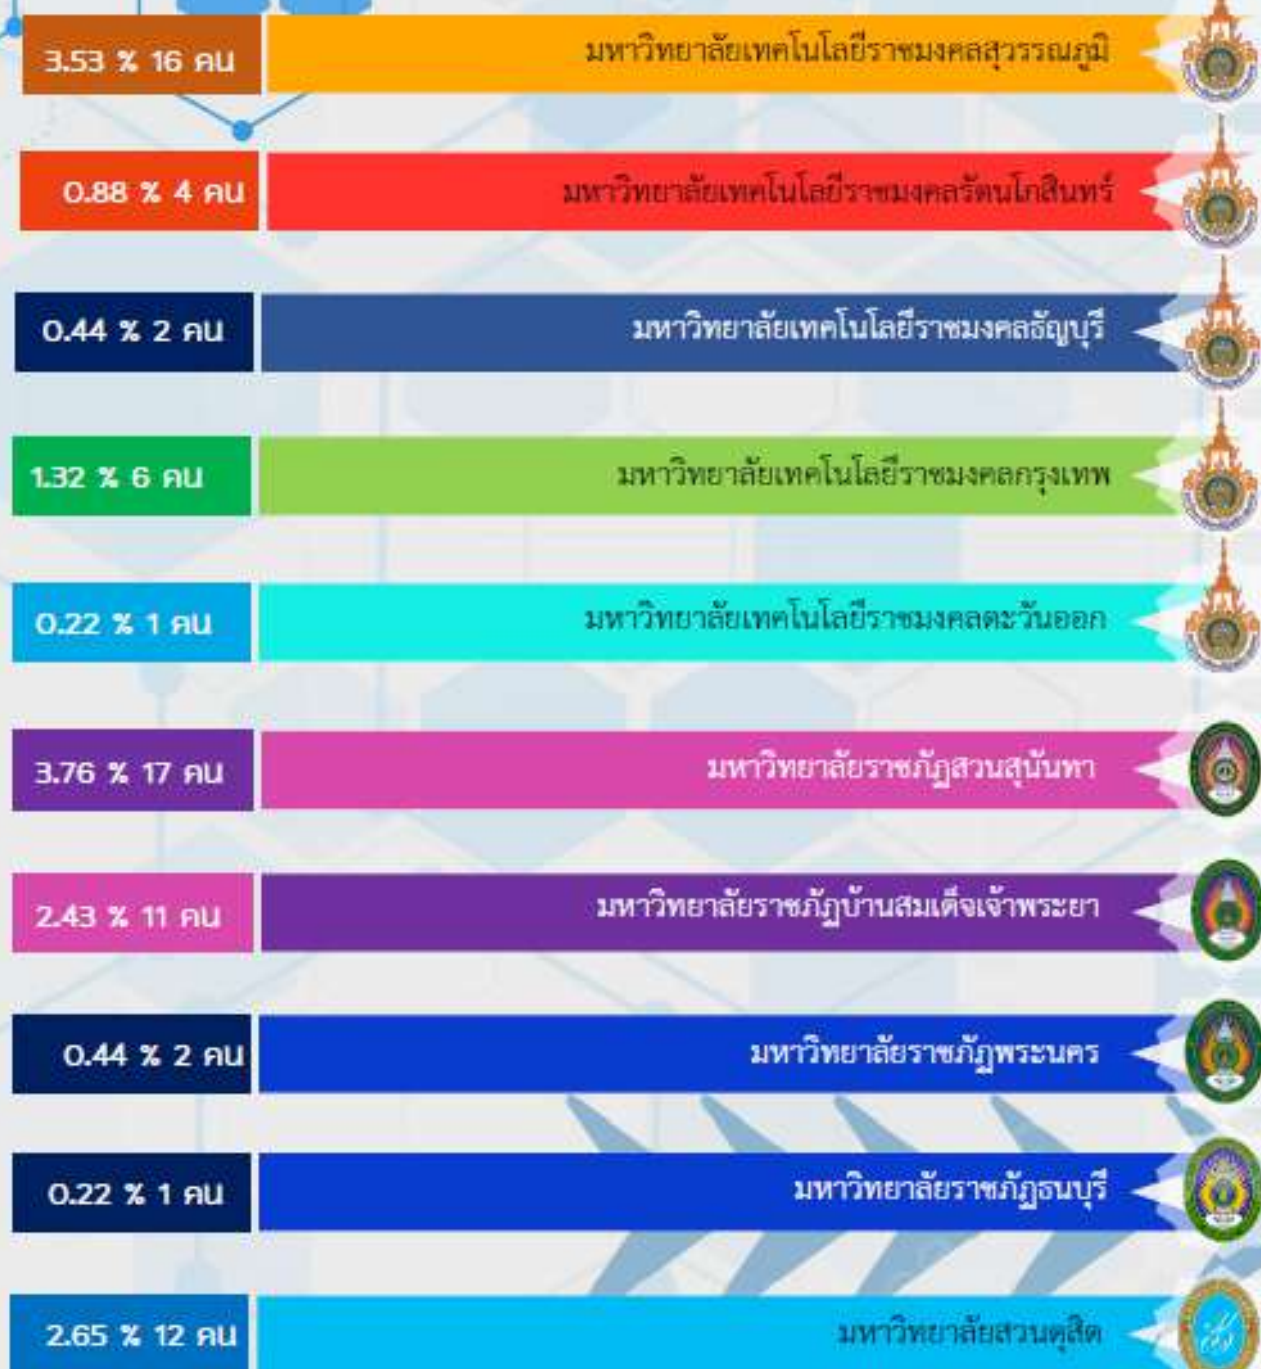 3.53 % 16 คน มหาวิทยาลัยเทคโนโลยีราชมงคลสุวรรณภูมิ
0.88 % 4 คน มหาวิทยาลัยเทคโนโลยีราชมงคลรัตนโกสินทร์
0.44 % 2 คน มหาวิทยาลัยเทคโนโลยีราชมงคลธัญบุรี
1.32 % 6 คน มหาวิทยาลัยเทคโนโลยีราชมงคลกรุงเทพ
0.22 % 1 คน มหาวิทยาลัยเทคโนโลยีราชมงคลตะวันออก
3.76 % 17 คน มหาวิทยาลัยราชภัฏสวนสุนันทา
2.43 % 11 คน มหาวิทยาลัยราชภัฏบ้านสมเด็จเจ้าพระยา
0.44 % 2 คน มหาวิทยาลัยราชภัฏพระนคร
0.22 % 1 คน มหาวิทยาลัยราชภัฏธนบุรี
2.65 % 12 คน มหาวิทยาลัยสวนดุสิต